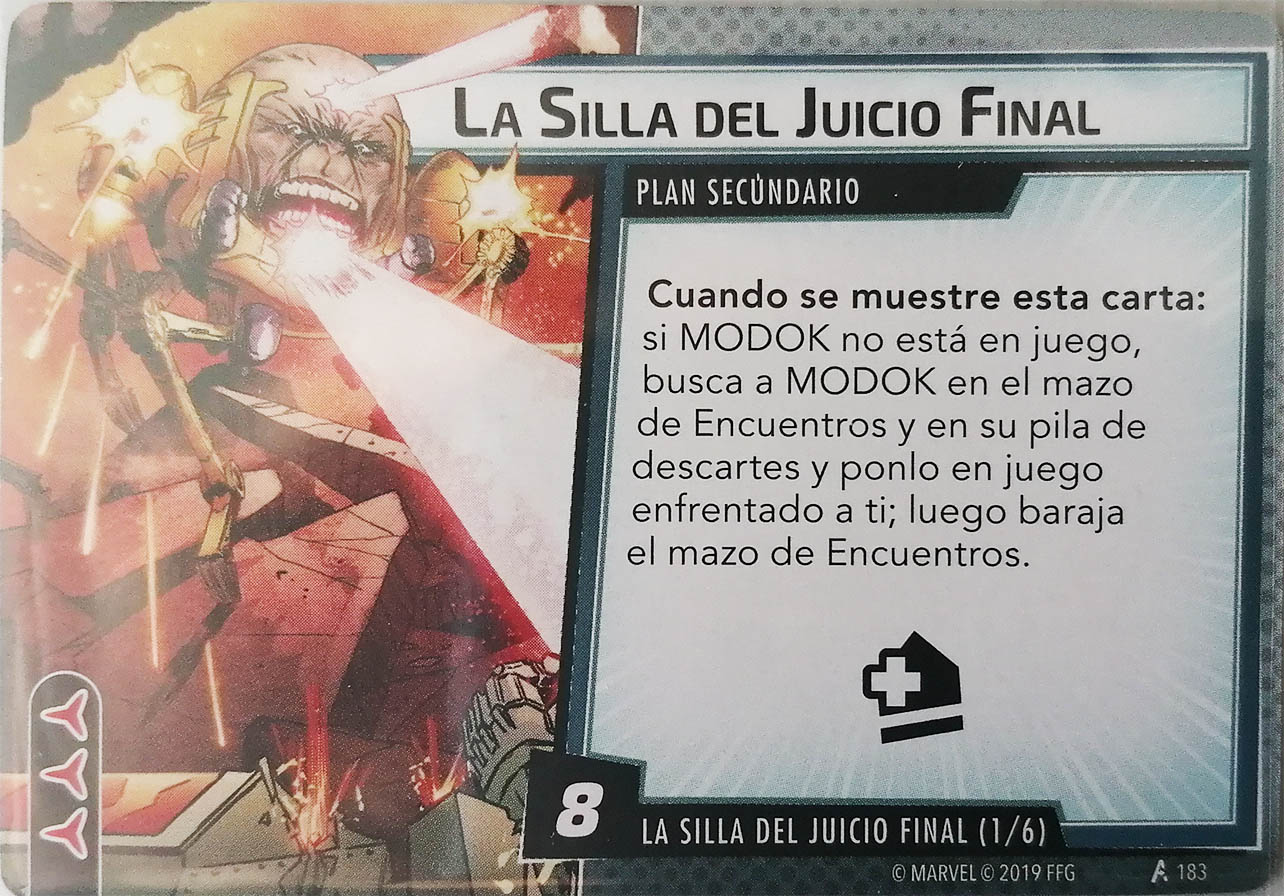 La Silla del Juicio Final
PLAN SECÚNDARIO
Cuando se muestre esta carta:
si MODOK no está en juego,
busca a MODOK en el mazo
de Encuentros y en su pila de
descartes y ponlo en juego
enfrentado a ti; luego baraja
el mazo de Encuentros.
8
LA SILLA DEL JUICIO FINAL (1/6)
© MARVEL © 2019 FFG
183